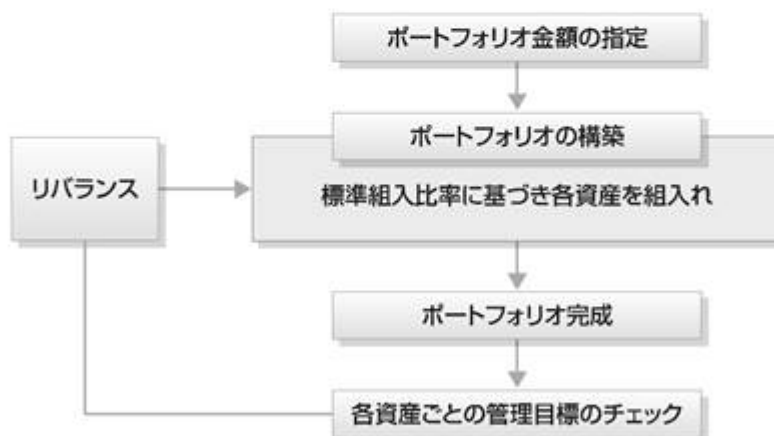 ポートフォリオ金額の指定
ポートフォリオの構築
リバランス
標準組入比率に基づき各資産を組入れ
ポートフォリオ完成
各資産ごとの管理目標のチェック